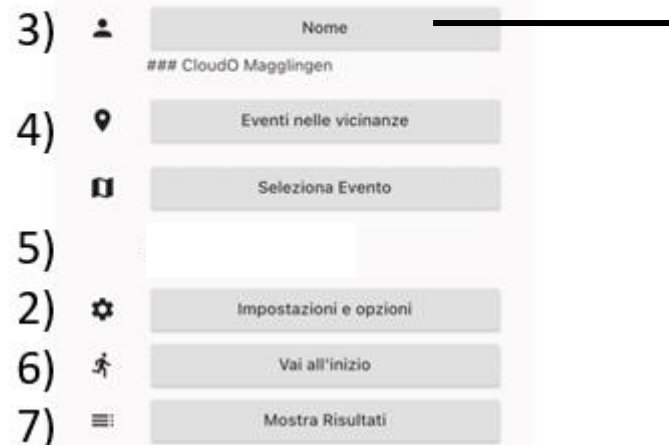 3) Nome
### CloudO Magglingen
4) Eventi nelle vicinanze
Seleziona Evento
5)
2) Impostazioni e opzioni
6) Vai all'inizio
7) Mostra Risultati